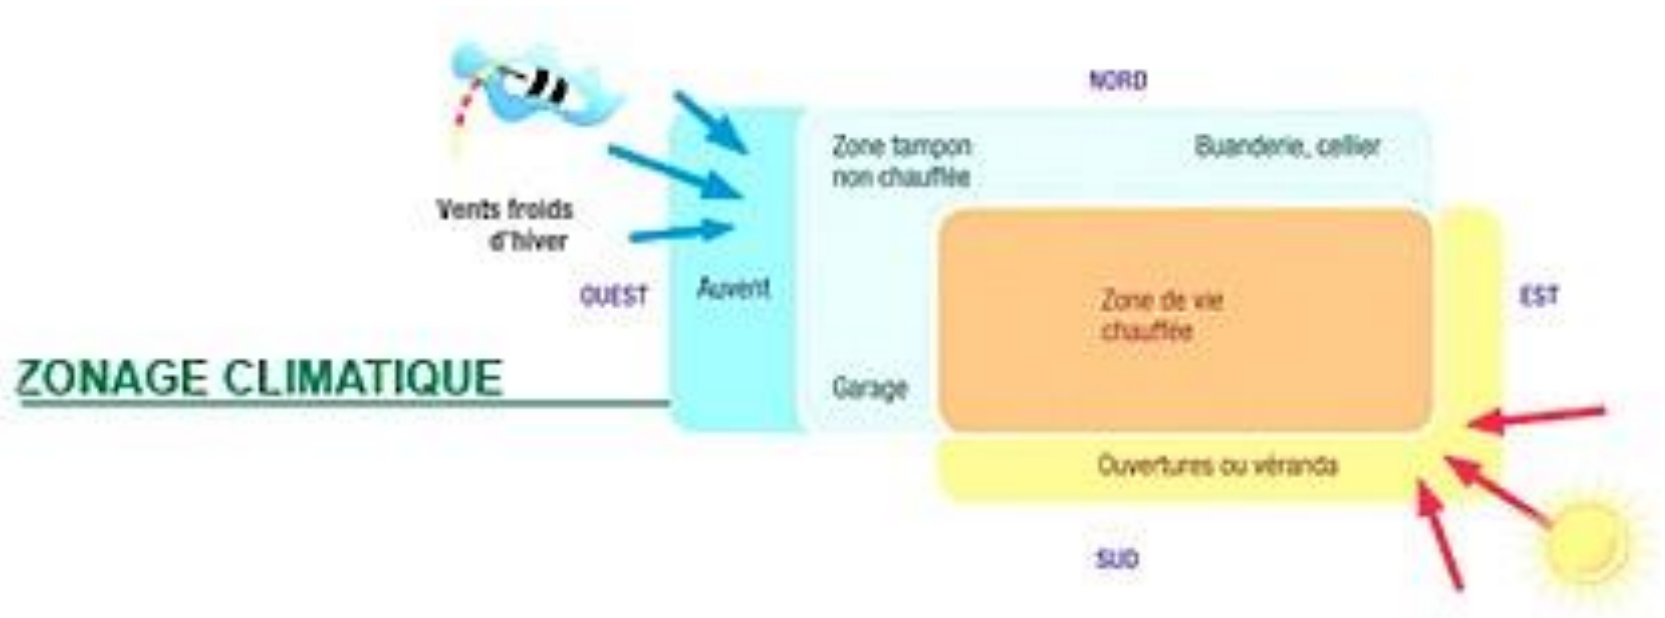 NORD
Zone tampon
non chauffée
Buanderie, cellier
Vents froids
d'hiver
OUEST
Auvent
Zone de vie
chauffée
EST
ZONAGE CLIMATIQUE
Garage
Ouvertures ou véranda
SUD